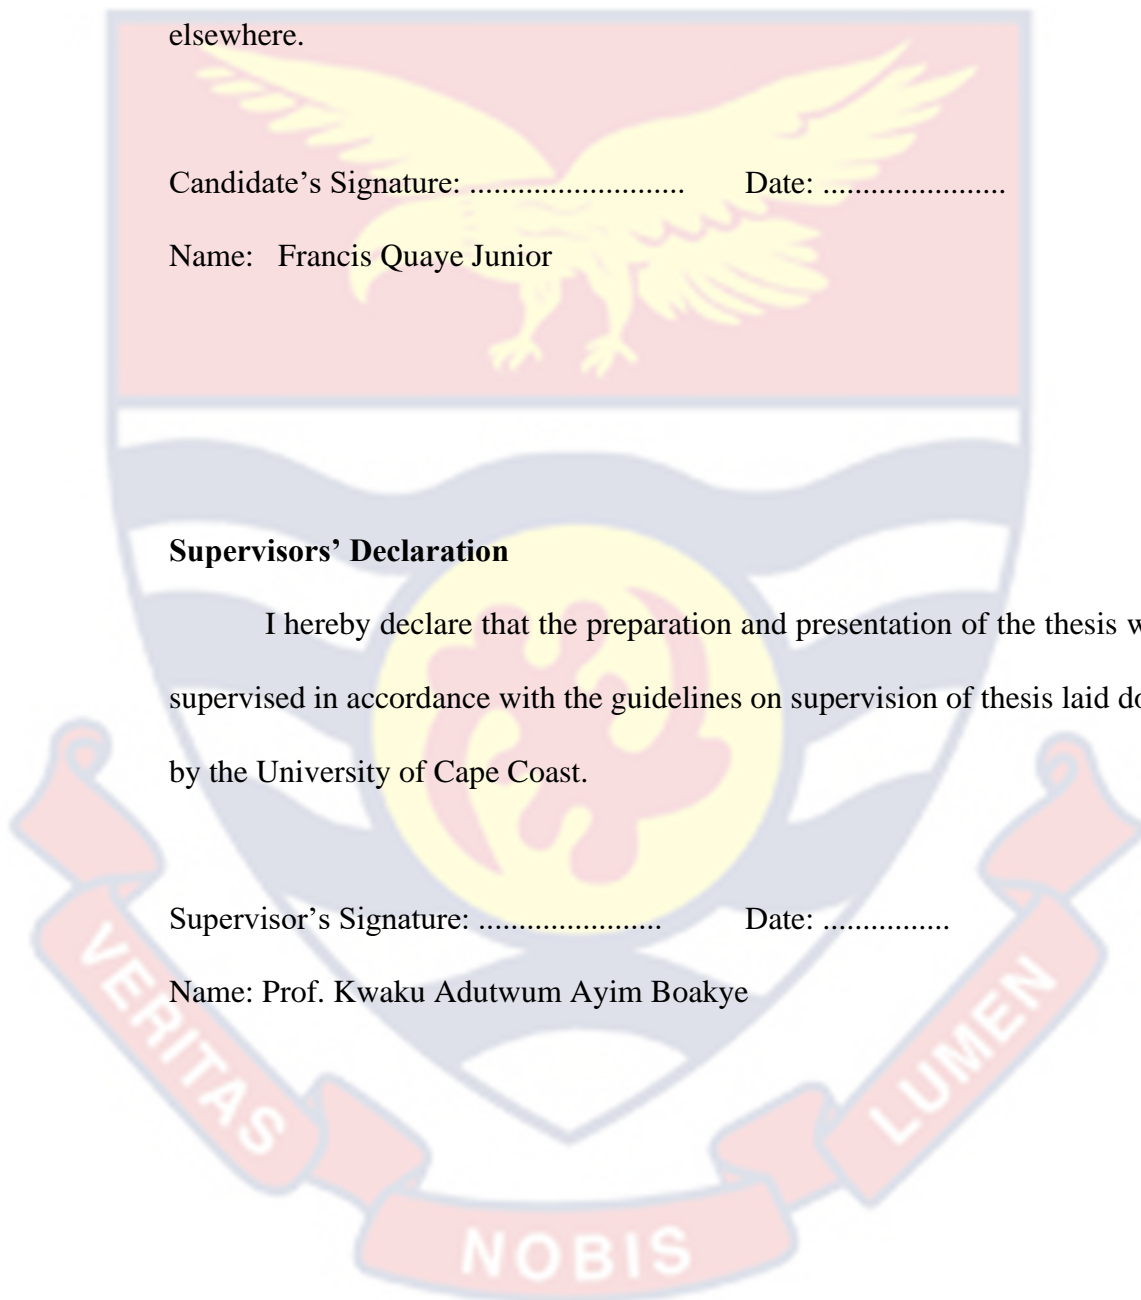 elsewhere.
Candidate’s Signature: ........................... Date: .......................
Name: Francis Quaye Junior
Supervisors’ Declaration
I hereby declare that the preparation and presentation of the thesis w
supervised in accordance with the guidelines on supervision of thesis laid do
by the University of Cape Coast.
Supervisor’s Signature: ....................... Date: ................
Name: Prof. Kwaku Adutwum Ayim Boakye
VERITAS
NOBIS
LUMEN